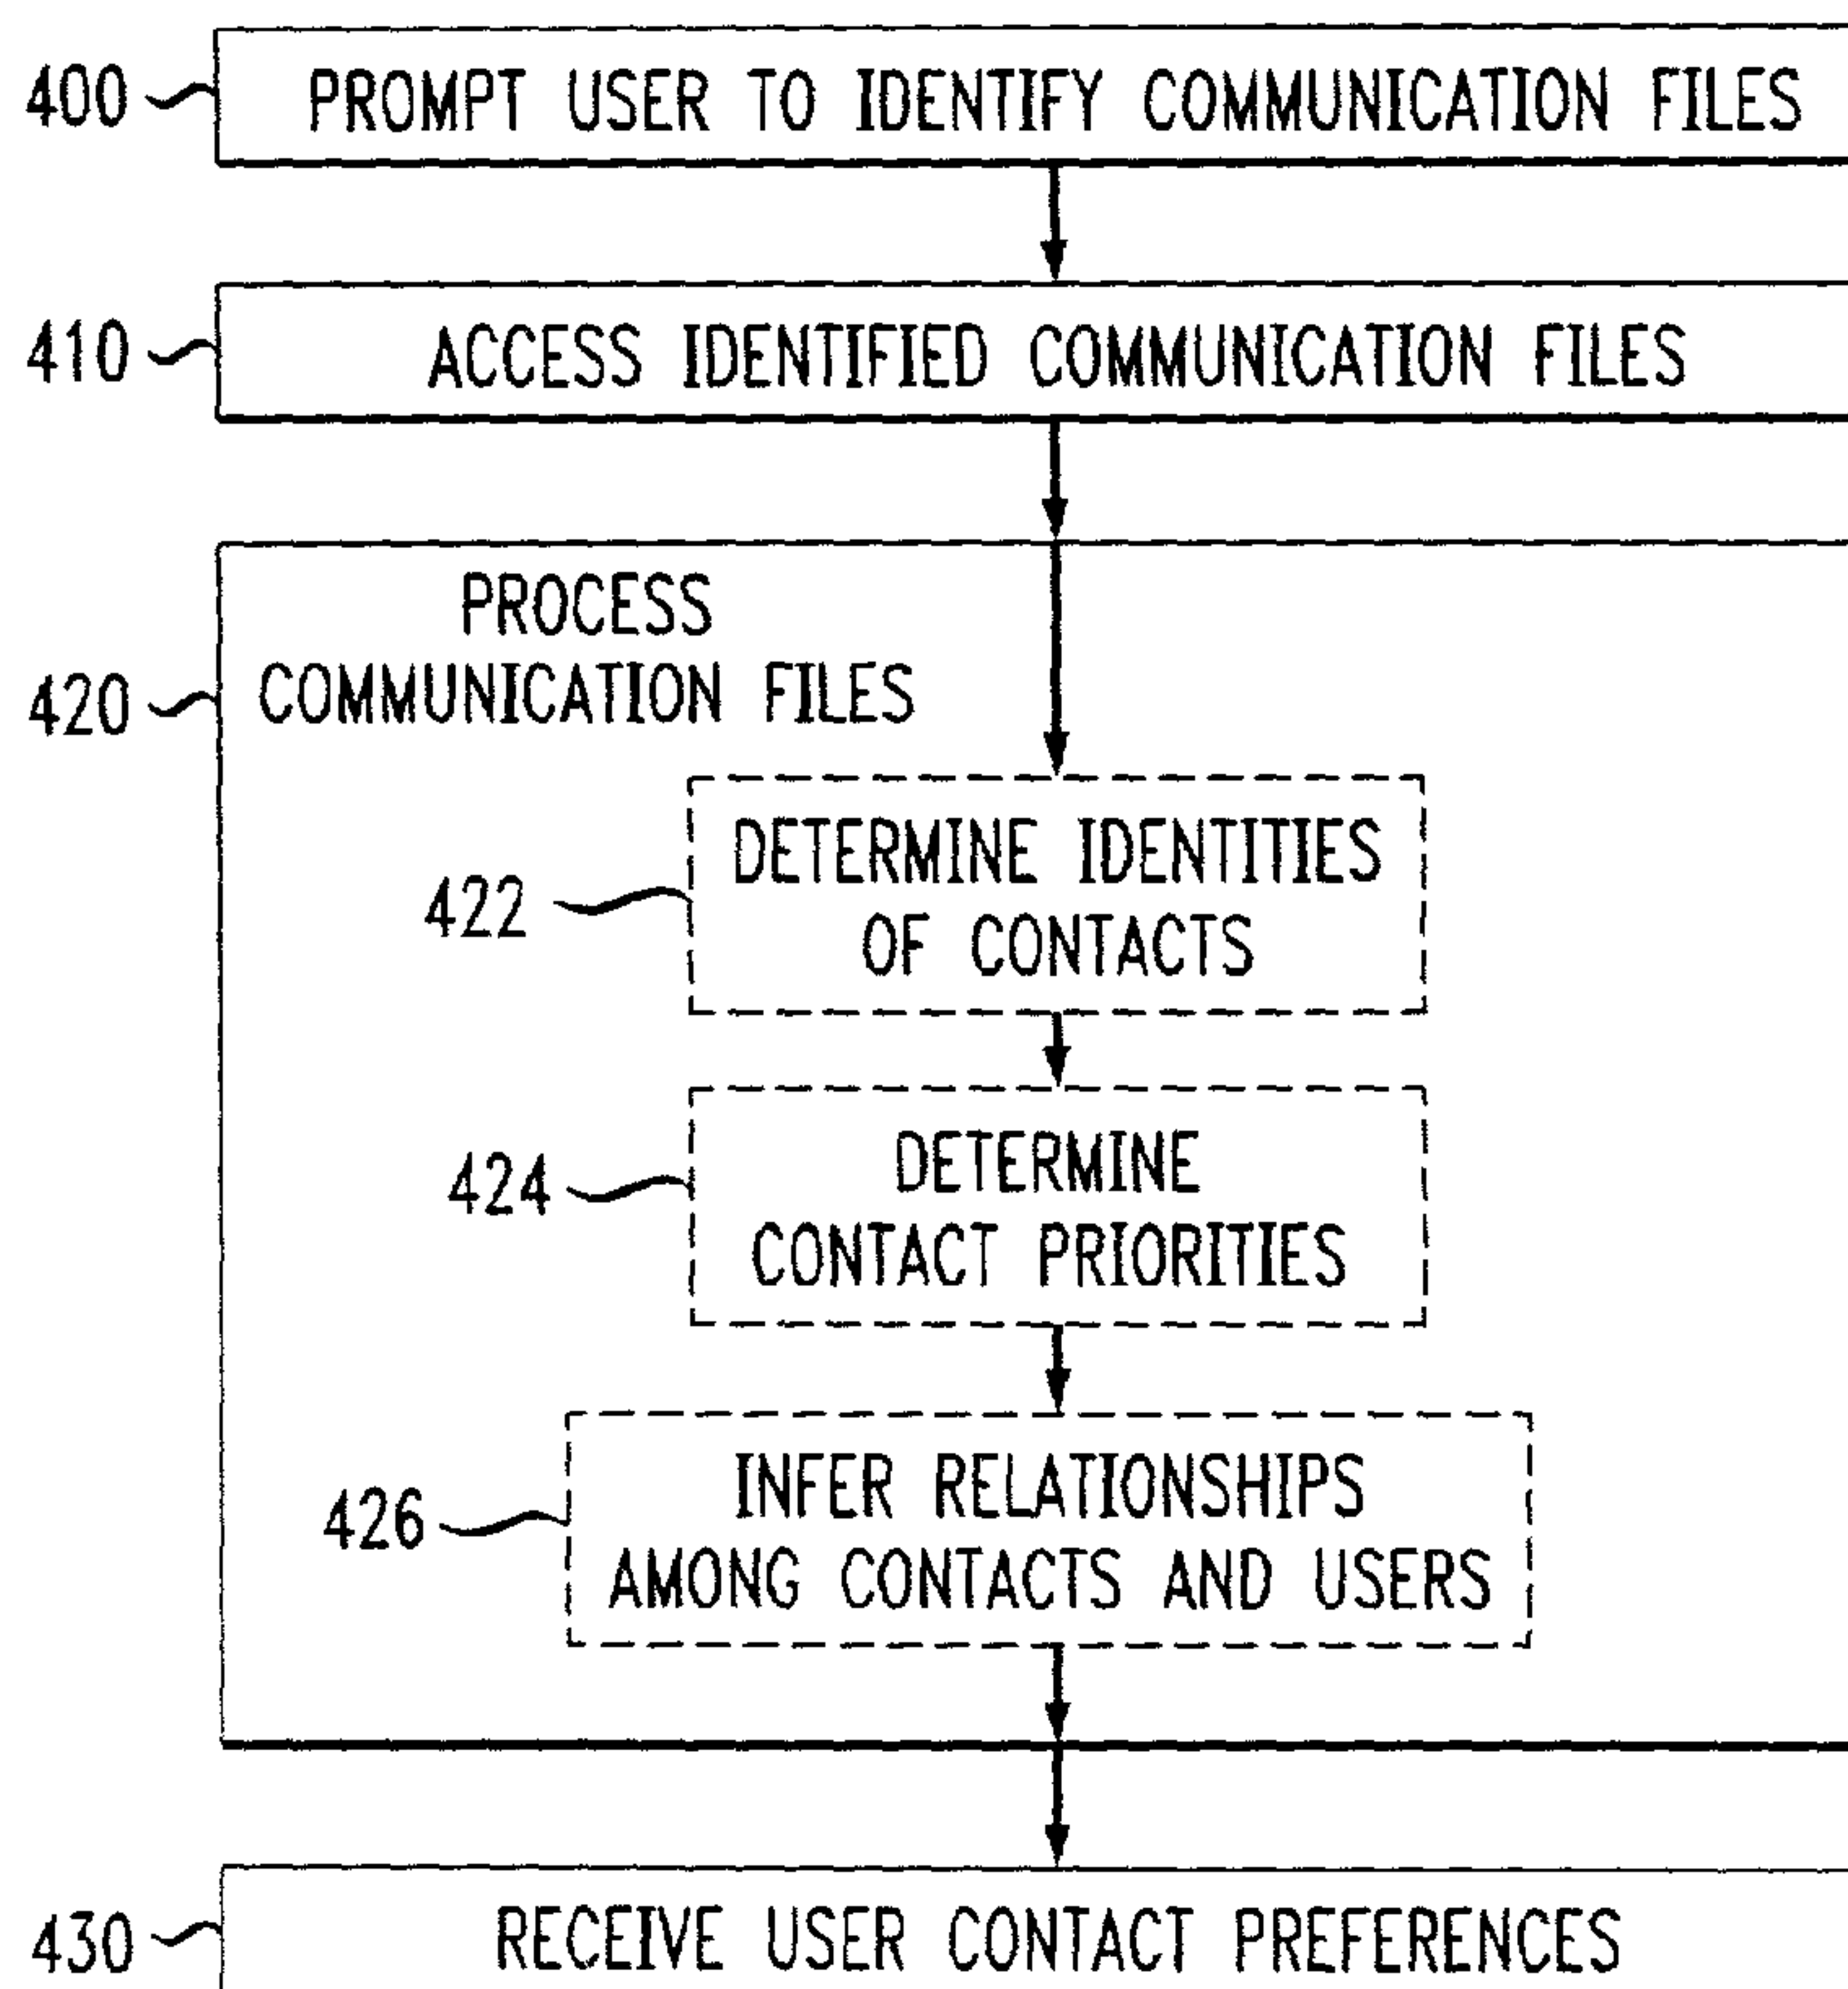 400 PROMPT USER TO IDENTIFY COMMUNICATION FILES
410 ACCESS IDENTIFIED COMMUNICATION FILES
PROCESS
420 COMMUNICATION FILES
DETERMINE IDENTITIES
422
OF CONTACTS
DETERMINE
424
CONTACT PRIORITIES
INFER RELATIONSHIPS
426
AMONG CONTACTS AND USERS
430 RECEIVE USER CONTACT PREFERENCES